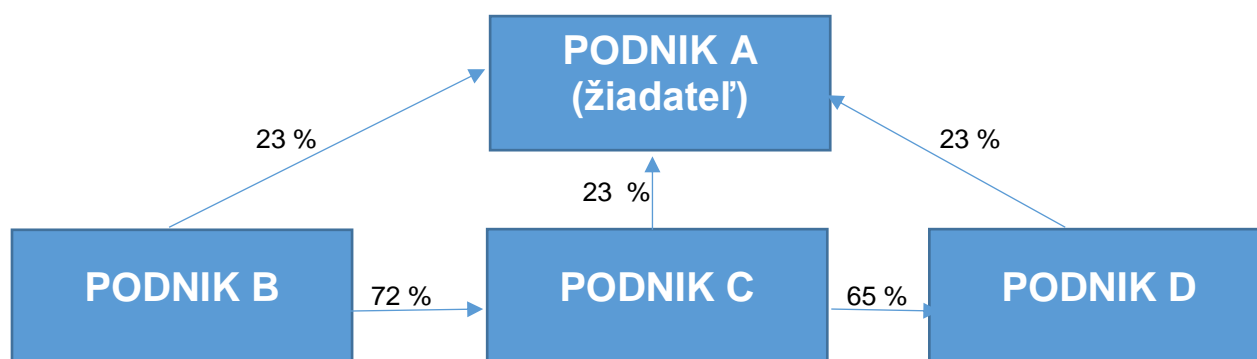 PODNIK A
(žiadateľ)
23 %
23 %
23 %
PODNIK B
72 %
PODNIK C
65 %
PODNIK D